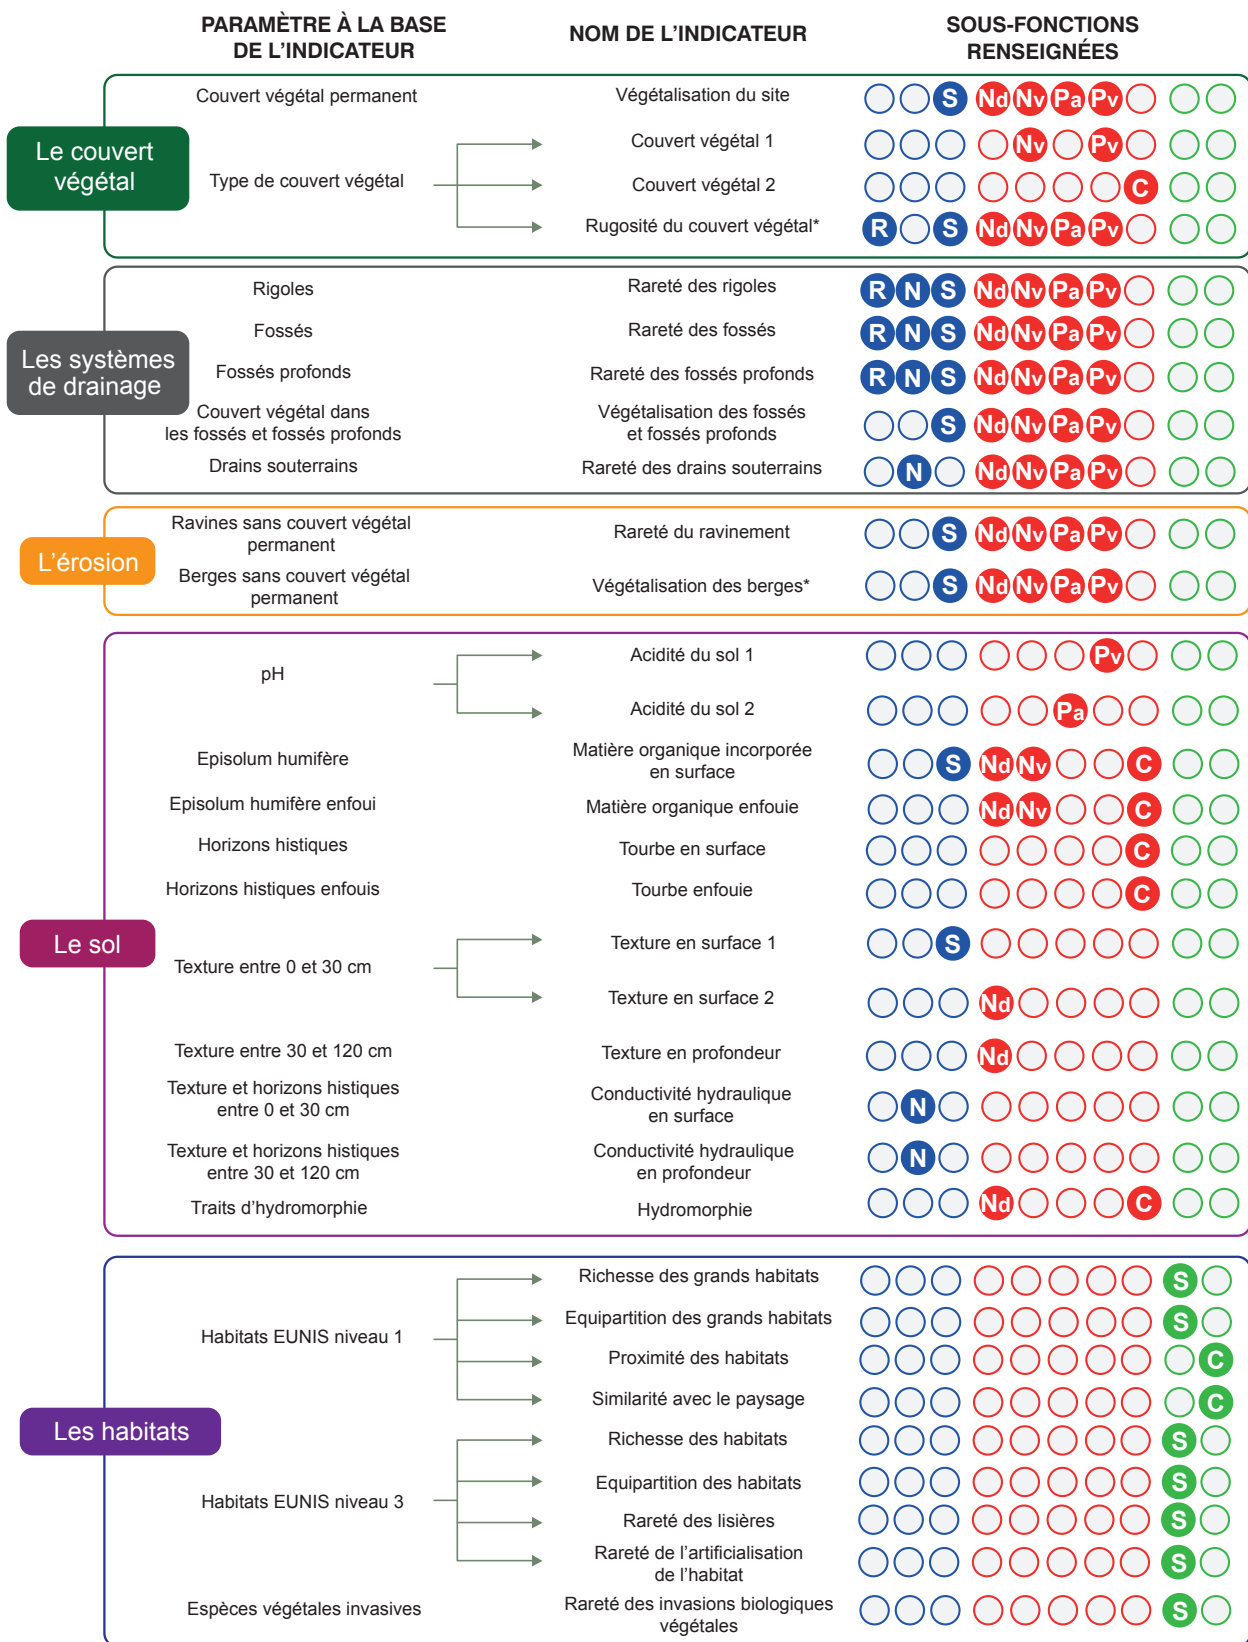 PARAMÈTRE À LA BASE
DE L'INDICATEUR
NOM DE L'INDICATEUR
SOUS-FONCTIONS
RENSEIGNÉES
Le couvert
végétal
Couvert végétal permanent
Végétalisation du site
S Nd Nv Pa Pv
Type de couvert végétal
Couvert végétal 1
Nv Pv
Couvert végétal 2
C
Rugosité du couvert végétal*
R S Nd Nv Pa Pv
Les systèmes
de drainage
Rigoles
Rareté des rigoles
R N S Nd Nv Pa Pv
Fossés
Rareté des fossés
R N S Nd Nv Pa Pv
Fossés profonds
Rareté des fossés profonds
R N S Nd Nv Pa Pv
Couvert végétal dans
les fossés et fossés profonds
Végétalisation des fossés
et fossés profonds
S Nd Nv Pa Pv
Drains souterrains
Rareté des drains souterrains
N Nd Nv Pa Pv
L'érosion
Ravines sans couvert végétal
permanent
Rareté du ravinement
S Nd Nv Pa Pv
Berges sans couvert végétal
permanent
Végétalisation des berges*
S Nd Nv Pa Pv
Le sol
pH
Acidité du sol 1
Pv
Acidité du sol 2
Pa
Episolum humifère
Matière organique incorporée
en surface
S Nd Nv C
Episolum humifère enfoui
Matière organique enfouie
Nd Nv C
Horizons histiques
Tourbe en surface
C
Horizons histiques enfouis
Tourbe enfouie
C
Texture entre 0 et 30 cm
Texture en surface 1
S
Texture en surface 2
Nd
Texture entre 30 et 120 cm
Texture en profondeur
Nd
Texture et horizons histiques
entre 0 et 30 cm
Conductivité hydraulique
en surface
N
Texture et horizons histiques
entre 30 et 120 cm
Conductivité hydraulique
en profondeur
N
Traits d'hydromorphie
Hydromorphie
Nd C
Les habitats
Habitats EUNIS niveau 1
Richesse des grands habitats
S
Equipartition des grands habitats
S
Proximité des habitats
C
Similarité avec le paysage
C
Habitats EUNIS niveau 3
Richesse des habitats
S
Equipartition des habitats
S
Rareté des lisières
S
Rareté de l'artificialisation
de l'habitat
S
Espèces végétales invasives
Rareté des invasions biologiques
végétales
S